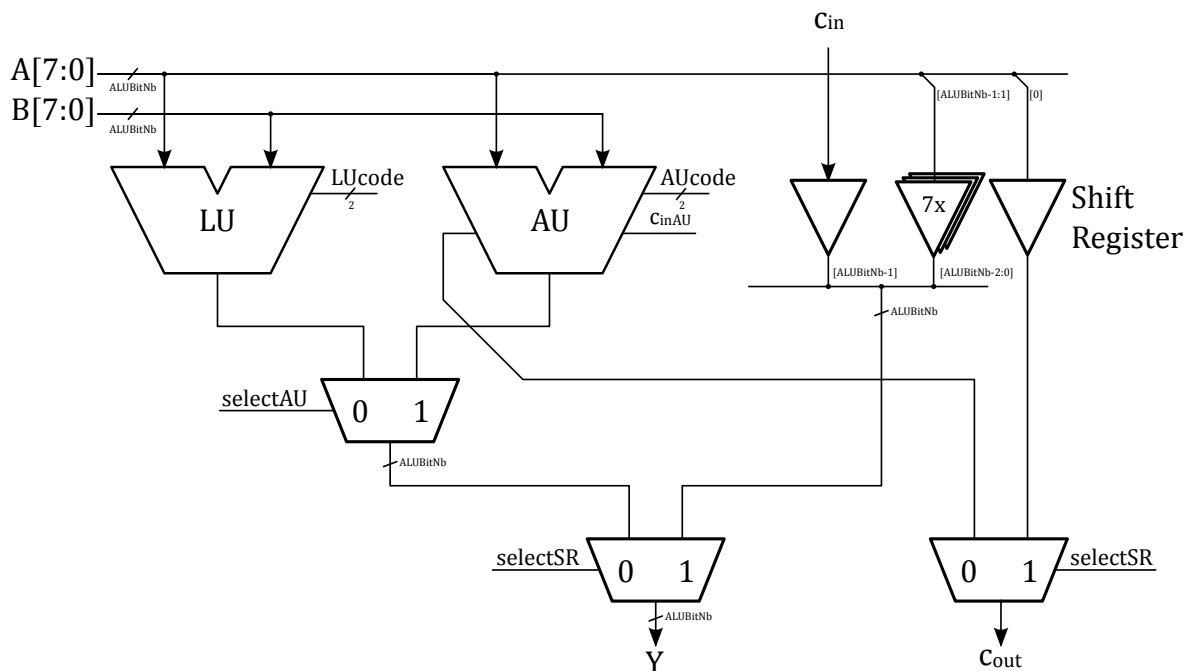 cin
A[7:0]
ALUBitNb
[ALUBitNb-1:1]
[0]
B[7:0]
ALUBitNb
LUcode
2
AUcode
2
LU
AU
cinAU
7x
Shift
Register
[ALUBitNb-1]
[ALUBitNb-2:0]
ALUBitNb
selectAU
0 1
ALUBitNb
selectSR
0 1
0 1
selectSR
ALUBitNb
Y
cout